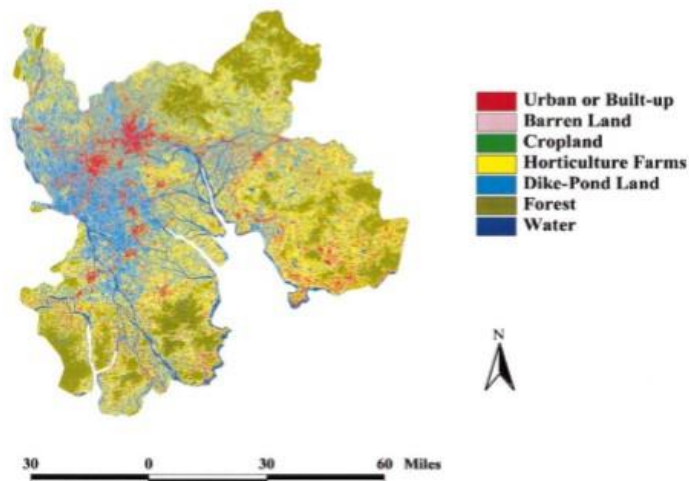 Urban or Built-up
Barren Land
Cropland
Horticulture Farms
Dike-Pond Land
Forest
Water
N
30 0 30 60 Miles